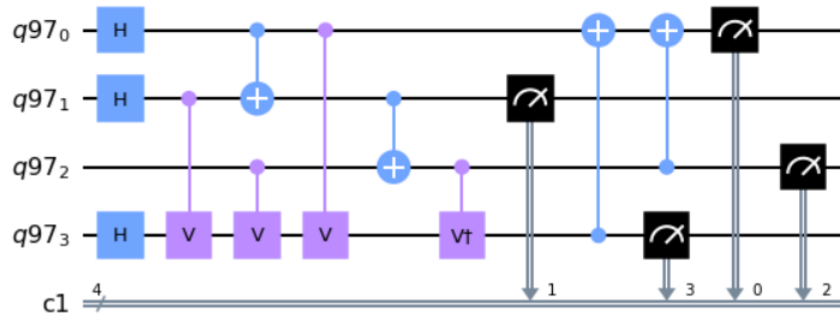 q97₀ H
q97₁ H
q97₂
q97₃ H V V V V†
c1 4 1 3 0 2